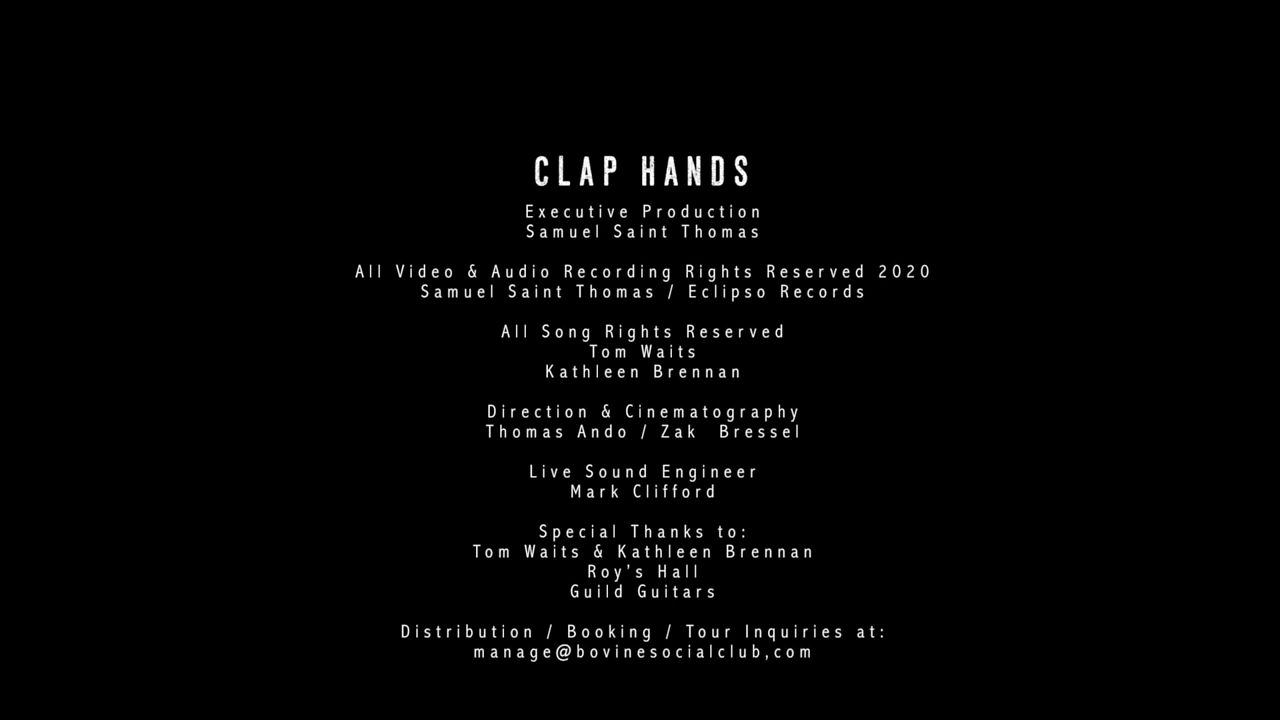 CLAP HANDS
Executive Production
Samuel Saint Thomas
All Video & Audio Recording Rights Reserved 2020
Samuel Saint Thomas / Eclipso Records
All Song Rights Reserved
Tom Waits
Kathleen Brennan
Direction & Cinematography
Thomas Ando / Zak  Bressel
Live Sound Engineer
Mark Clifford
Special Thanks to:
Tom Waits & Kathleen Brennan
Roy's Hall
Guild Guitars
Distribution / Booking / Tour Inquiries at:
manage@bovinesocialclub,com